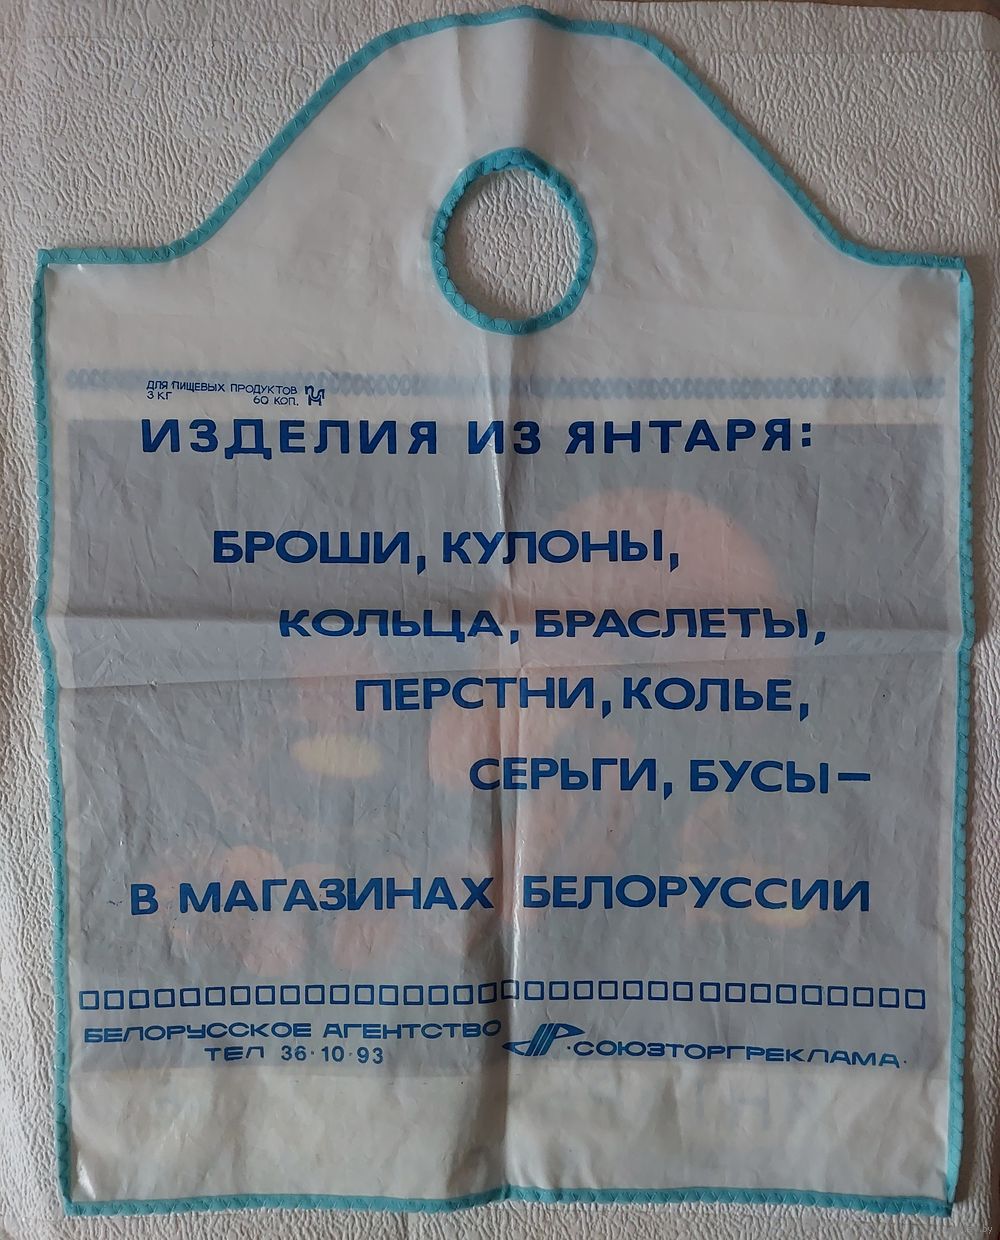 ДЛЯ ПИЩЕВЫХ ПРОДУКТОВ
3 КГ 60 КОП.
ИЗДЕЛИЯ ИЗ ЯНТАРЯ:
БРОШИ, КУЛОНЫ,
КОЛЬЦА, БРАСЛЕТЫ,
ПЕРСТНИ, КОЛЬЕ,
СЕРЬГИ, БУСЫ—
В МАГАЗИНАХ БЕЛОРУССИИ
БЕЛОРУССКОЕ АГЕНТСТВО
ТЕЛ 36·10·93
·СОЮЗТОРГРЕКЛАМА·